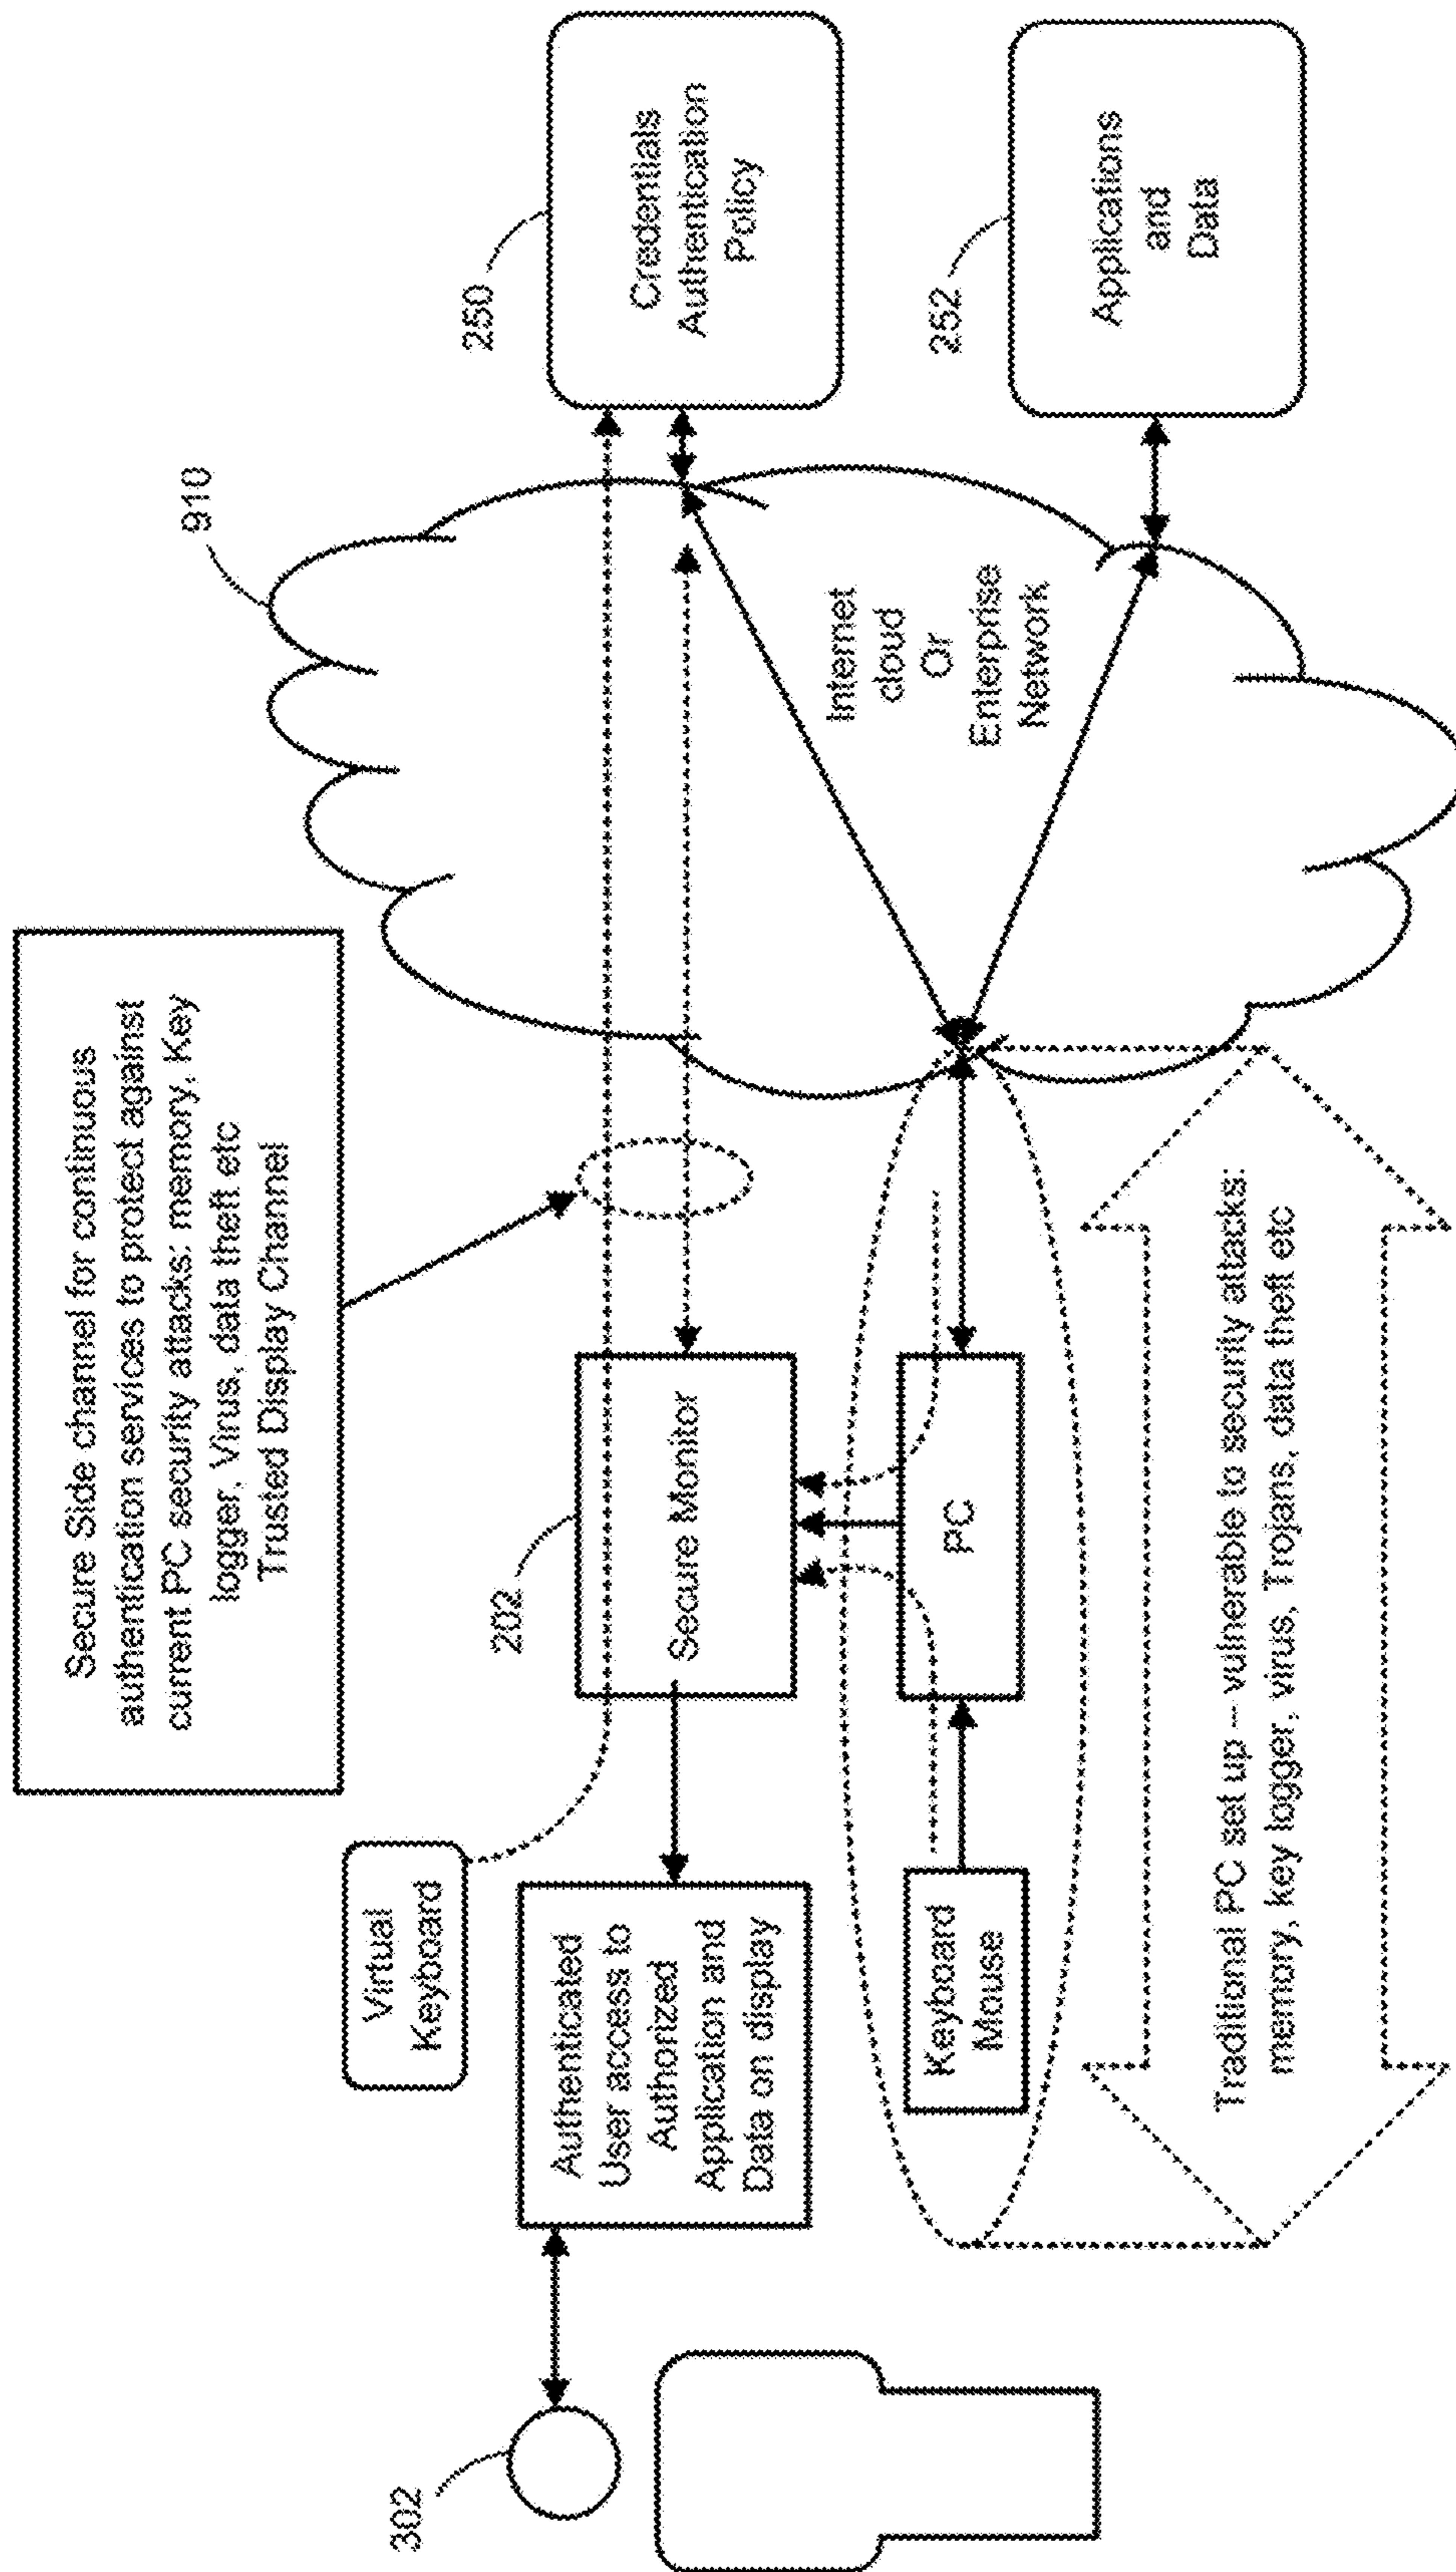 Secure Side channel for continuous
authentication services to protect against
current PC security attacks: memory, Key
logger, Virus, data theft etc
Trusted Display Channel
910
Virtual
Keyboard
302
Authenticated
User access to
Authorized
Application and
Data on display
202
Secure Monitor
250
Credentials
Authentication
Policy
Internet
cloud
Or
Enterprise
Network
Keyboard
Mouse
PC
252
Applications
and
Data
Traditional PC set up – vulnerable to security attacks:
memory, key logger, virus, Trojans, data theft etc